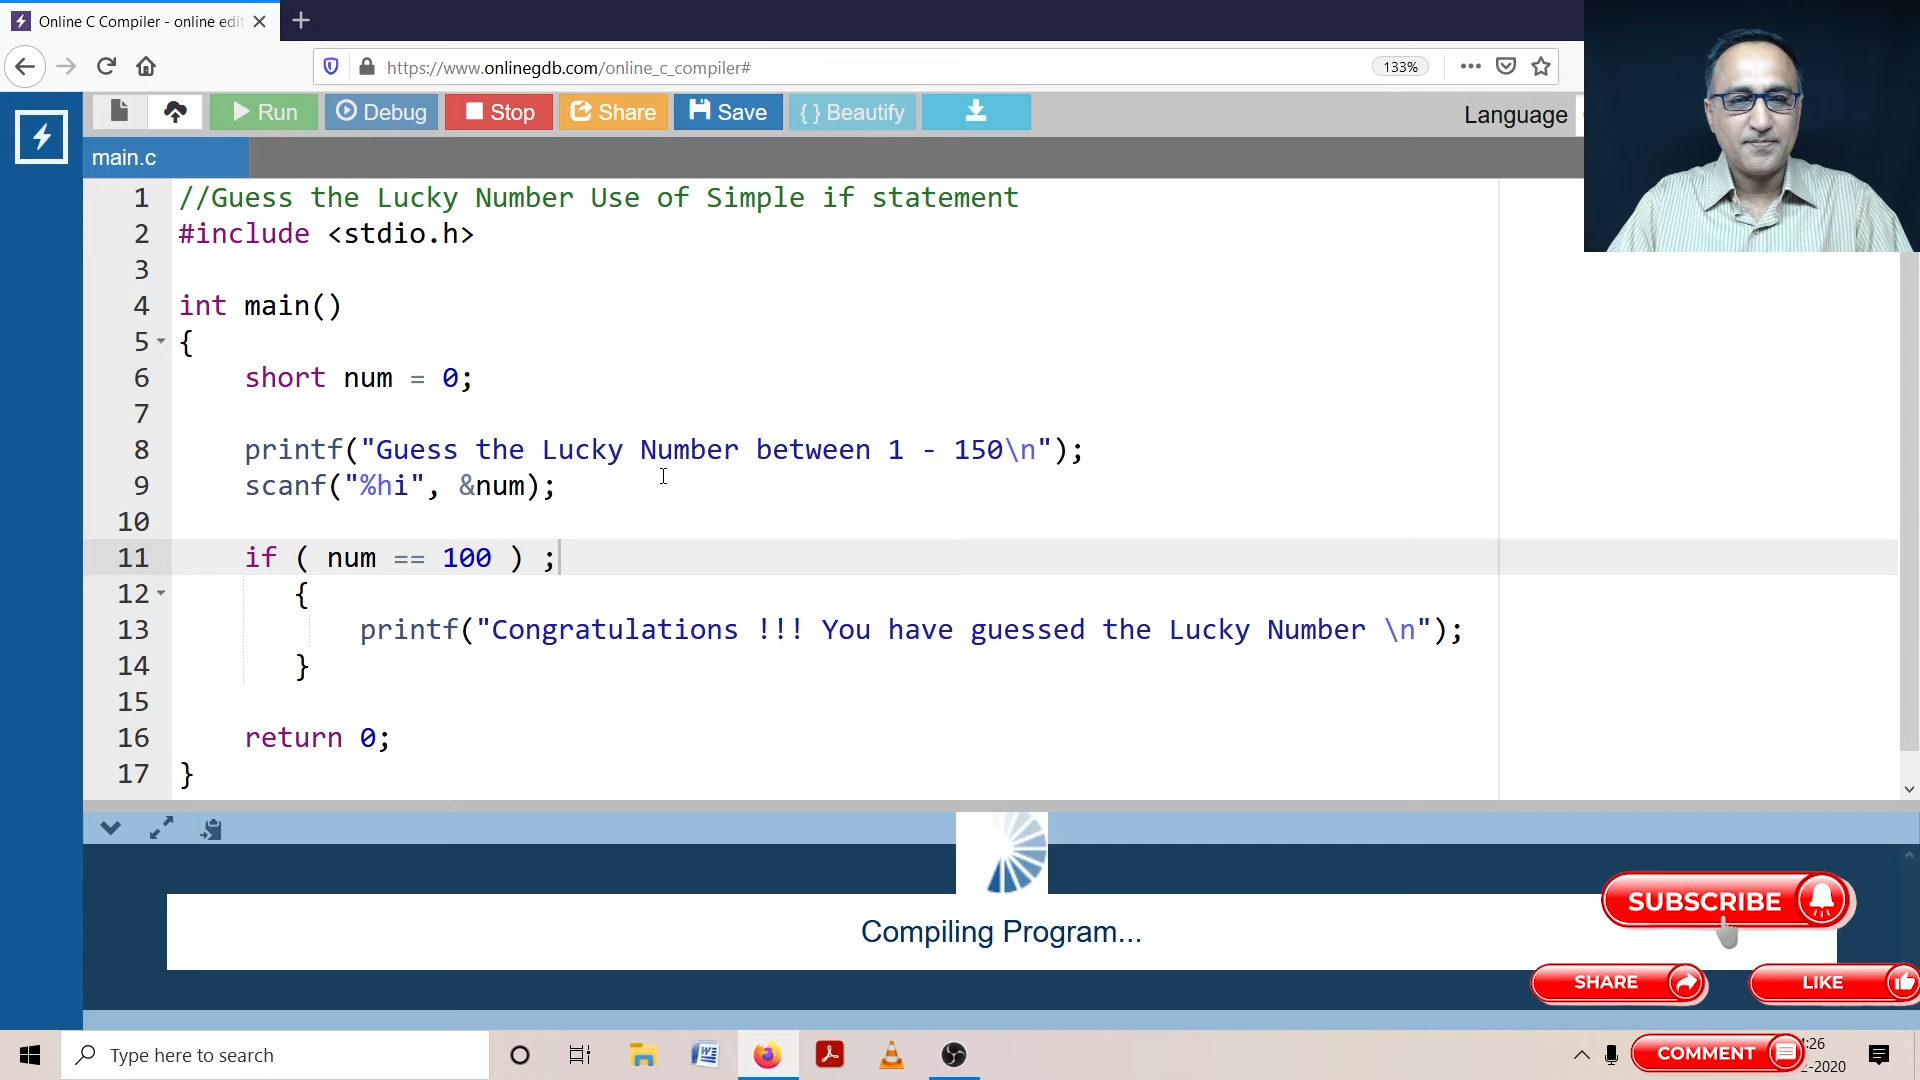 Online C Compiler - online edit
https://www.onlinegdb.com/online_c_compiler#
133%
Run
Debug
Stop
Share
Save
{ } Beautify
Language
main.c
1 //Guess the Lucky Number Use of Simple if statement
2 #include <stdio.h>
3
4 int main()
5 {
6 short num = 0;
7
8 printf("Guess the Lucky Number between 1 - 150\n");
9 scanf("%hi", &num);
10
11 if ( num == 100 ) ;
12 {
13 printf("Congratulations !!! You have guessed the Lucky Number \n");
14 }
15
16 return 0;
17 }
Compiling Program...
SUBSCRIBE
SHARE
LIKE
Type here to search
COMMENT
:26
-2020